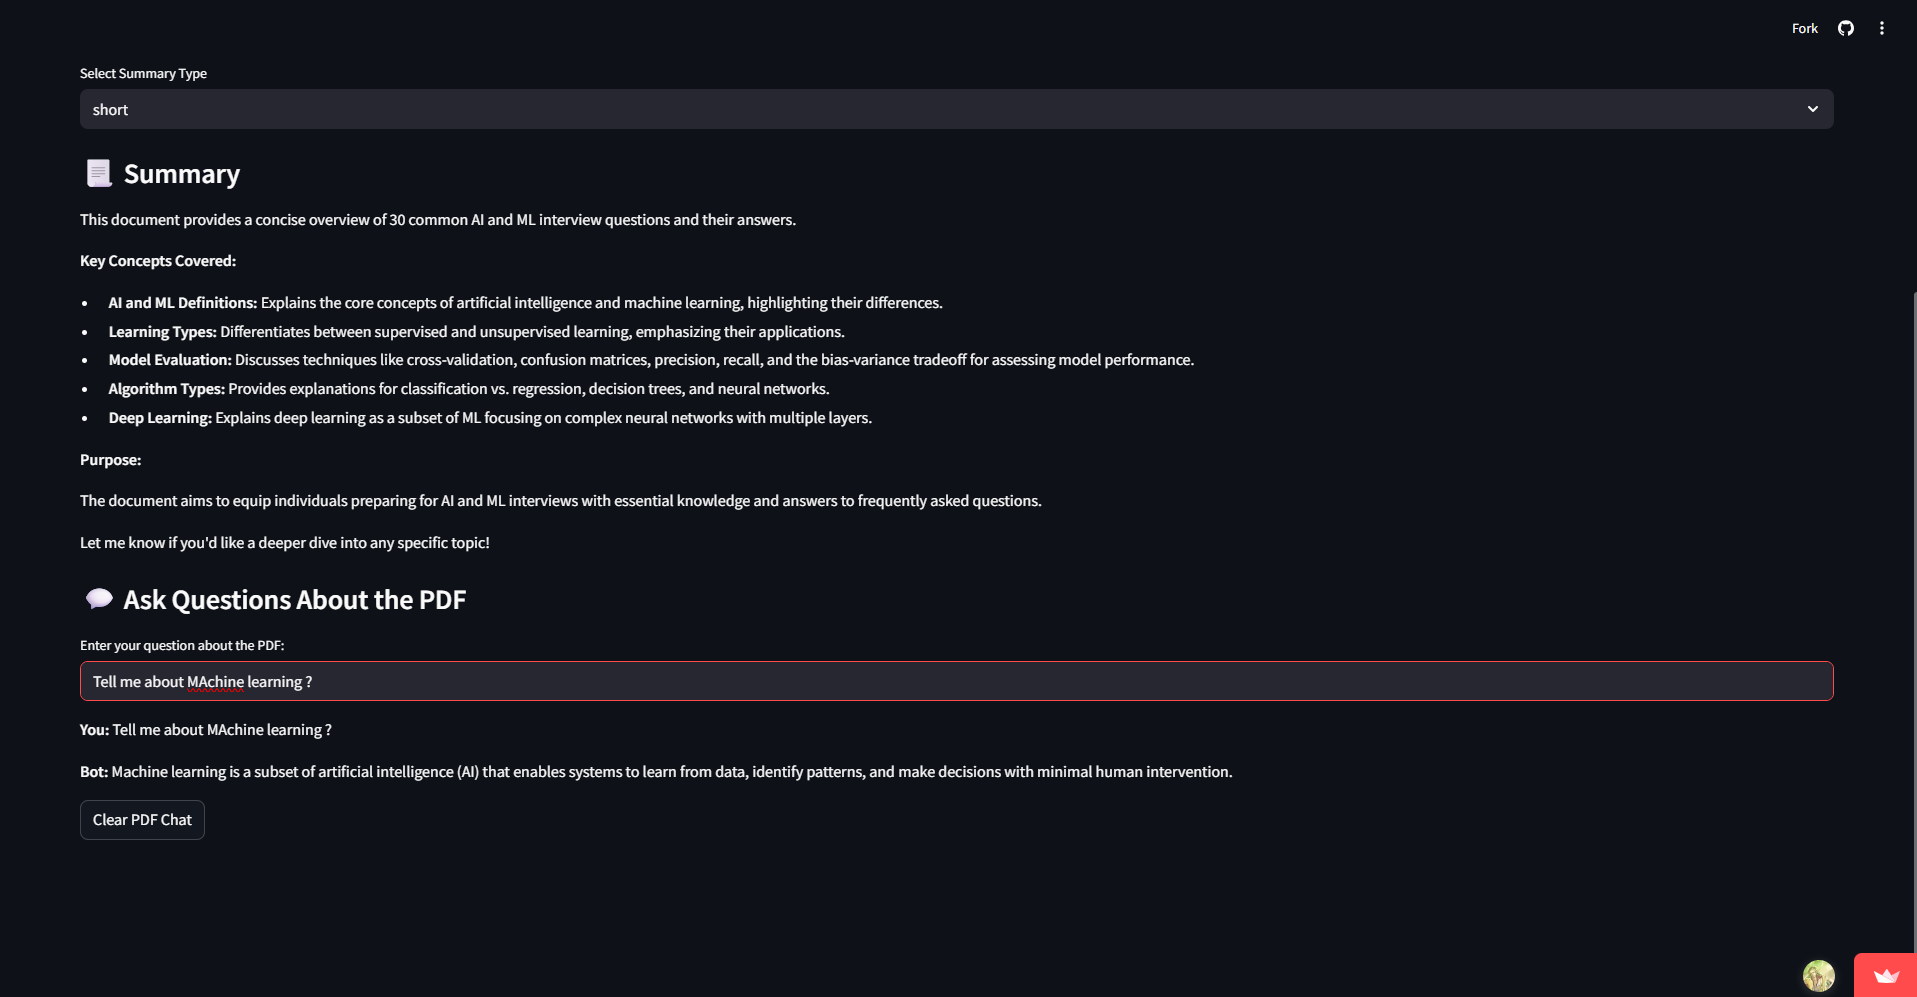 Fork
Select Summary Type
short
Summary
This document provides a concise overview of 30 common AI and ML interview questions and their answers.
Key Concepts Covered:
• AI and ML Definitions: Explains the core concepts of artificial intelligence and machine learning, highlighting their differences.
• Learning Types: Differentiates between supervised and unsupervised learning, emphasizing their applications.
• Model Evaluation: Discusses techniques like cross-validation, confusion matrices, precision, recall, and the bias-variance tradeoff for assessing model performance.
• Algorithm Types: Provides explanations for classification vs. regression, decision trees, and neural networks.
• Deep Learning: Explains deep learning as a subset of ML focusing on complex neural networks with multiple layers.
Purpose:
The document aims to equip individuals preparing for AI and ML interviews with essential knowledge and answers to frequently asked questions.
Let me know if you'd like a deeper dive into any specific topic!
Ask Questions About the PDF
Enter your question about the PDF:
Tell me about MAchine learning ?
You: Tell me about MAchine learning ?
Bot: Machine learning is a subset of artificial intelligence (AI) that enables systems to learn from data, identify patterns, and make decisions with minimal human intervention.
Clear PDF Chat